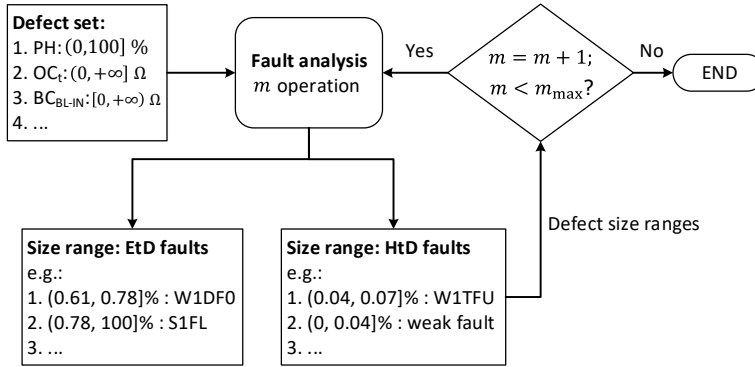 Defect set:
1. PH: (0,100] %
2. OCₜ: (0, +∞] Ω
3. BC_BL-IN: [0, +∞) Ω
4. ...
Fault analysis
m operation
Yes
m = m + 1;
m < m_max?
No
END
Size range: EtD faults
e.g.:
1. (0.61, 0.78]% : W1DF0
2. (0.78, 100]% : S1FL
3. ...
Size range: HtD faults
e.g.:
1. (0.04, 0.07]% : W1TFU
2. (0, 0.04]% : weak fault
3. ...
Defect size ranges